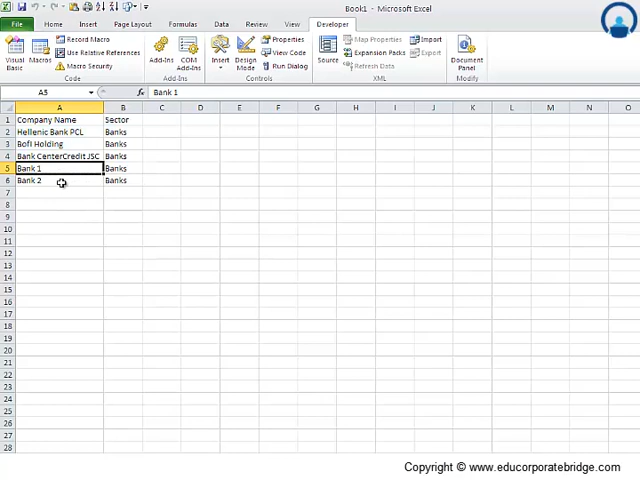 Book1 - Microsoft Excel
File Home Insert Page Layout Formulas Data Review View Developer
Visual Basic
Macros
Record Macro
Use Relative References
Macro Security
Code
Add-Ins
COM Add-Ins
Add-Ins
Insert
Design Mode
Properties
View Code
Run Dialog
Controls
Source
Map Properties
Expansion Packs
Refresh Data
Import
Export
XML
Document Panel
Modify
A5 fx Bank 1
A B C D E F G H I J K L M N O
1 Company Name Sector
2 Hellenic Bank PCL Banks
3 BofI Holding Banks
4 Bank CenterCredit JSC Banks
5 Bank 1 Banks
6 Bank 2 Banks
7
8
9
10
11
12
13
14
15
16
17
18
19
20
21
22
23
24
25
26
27
28
Copyright © www.educorporatebridge.com